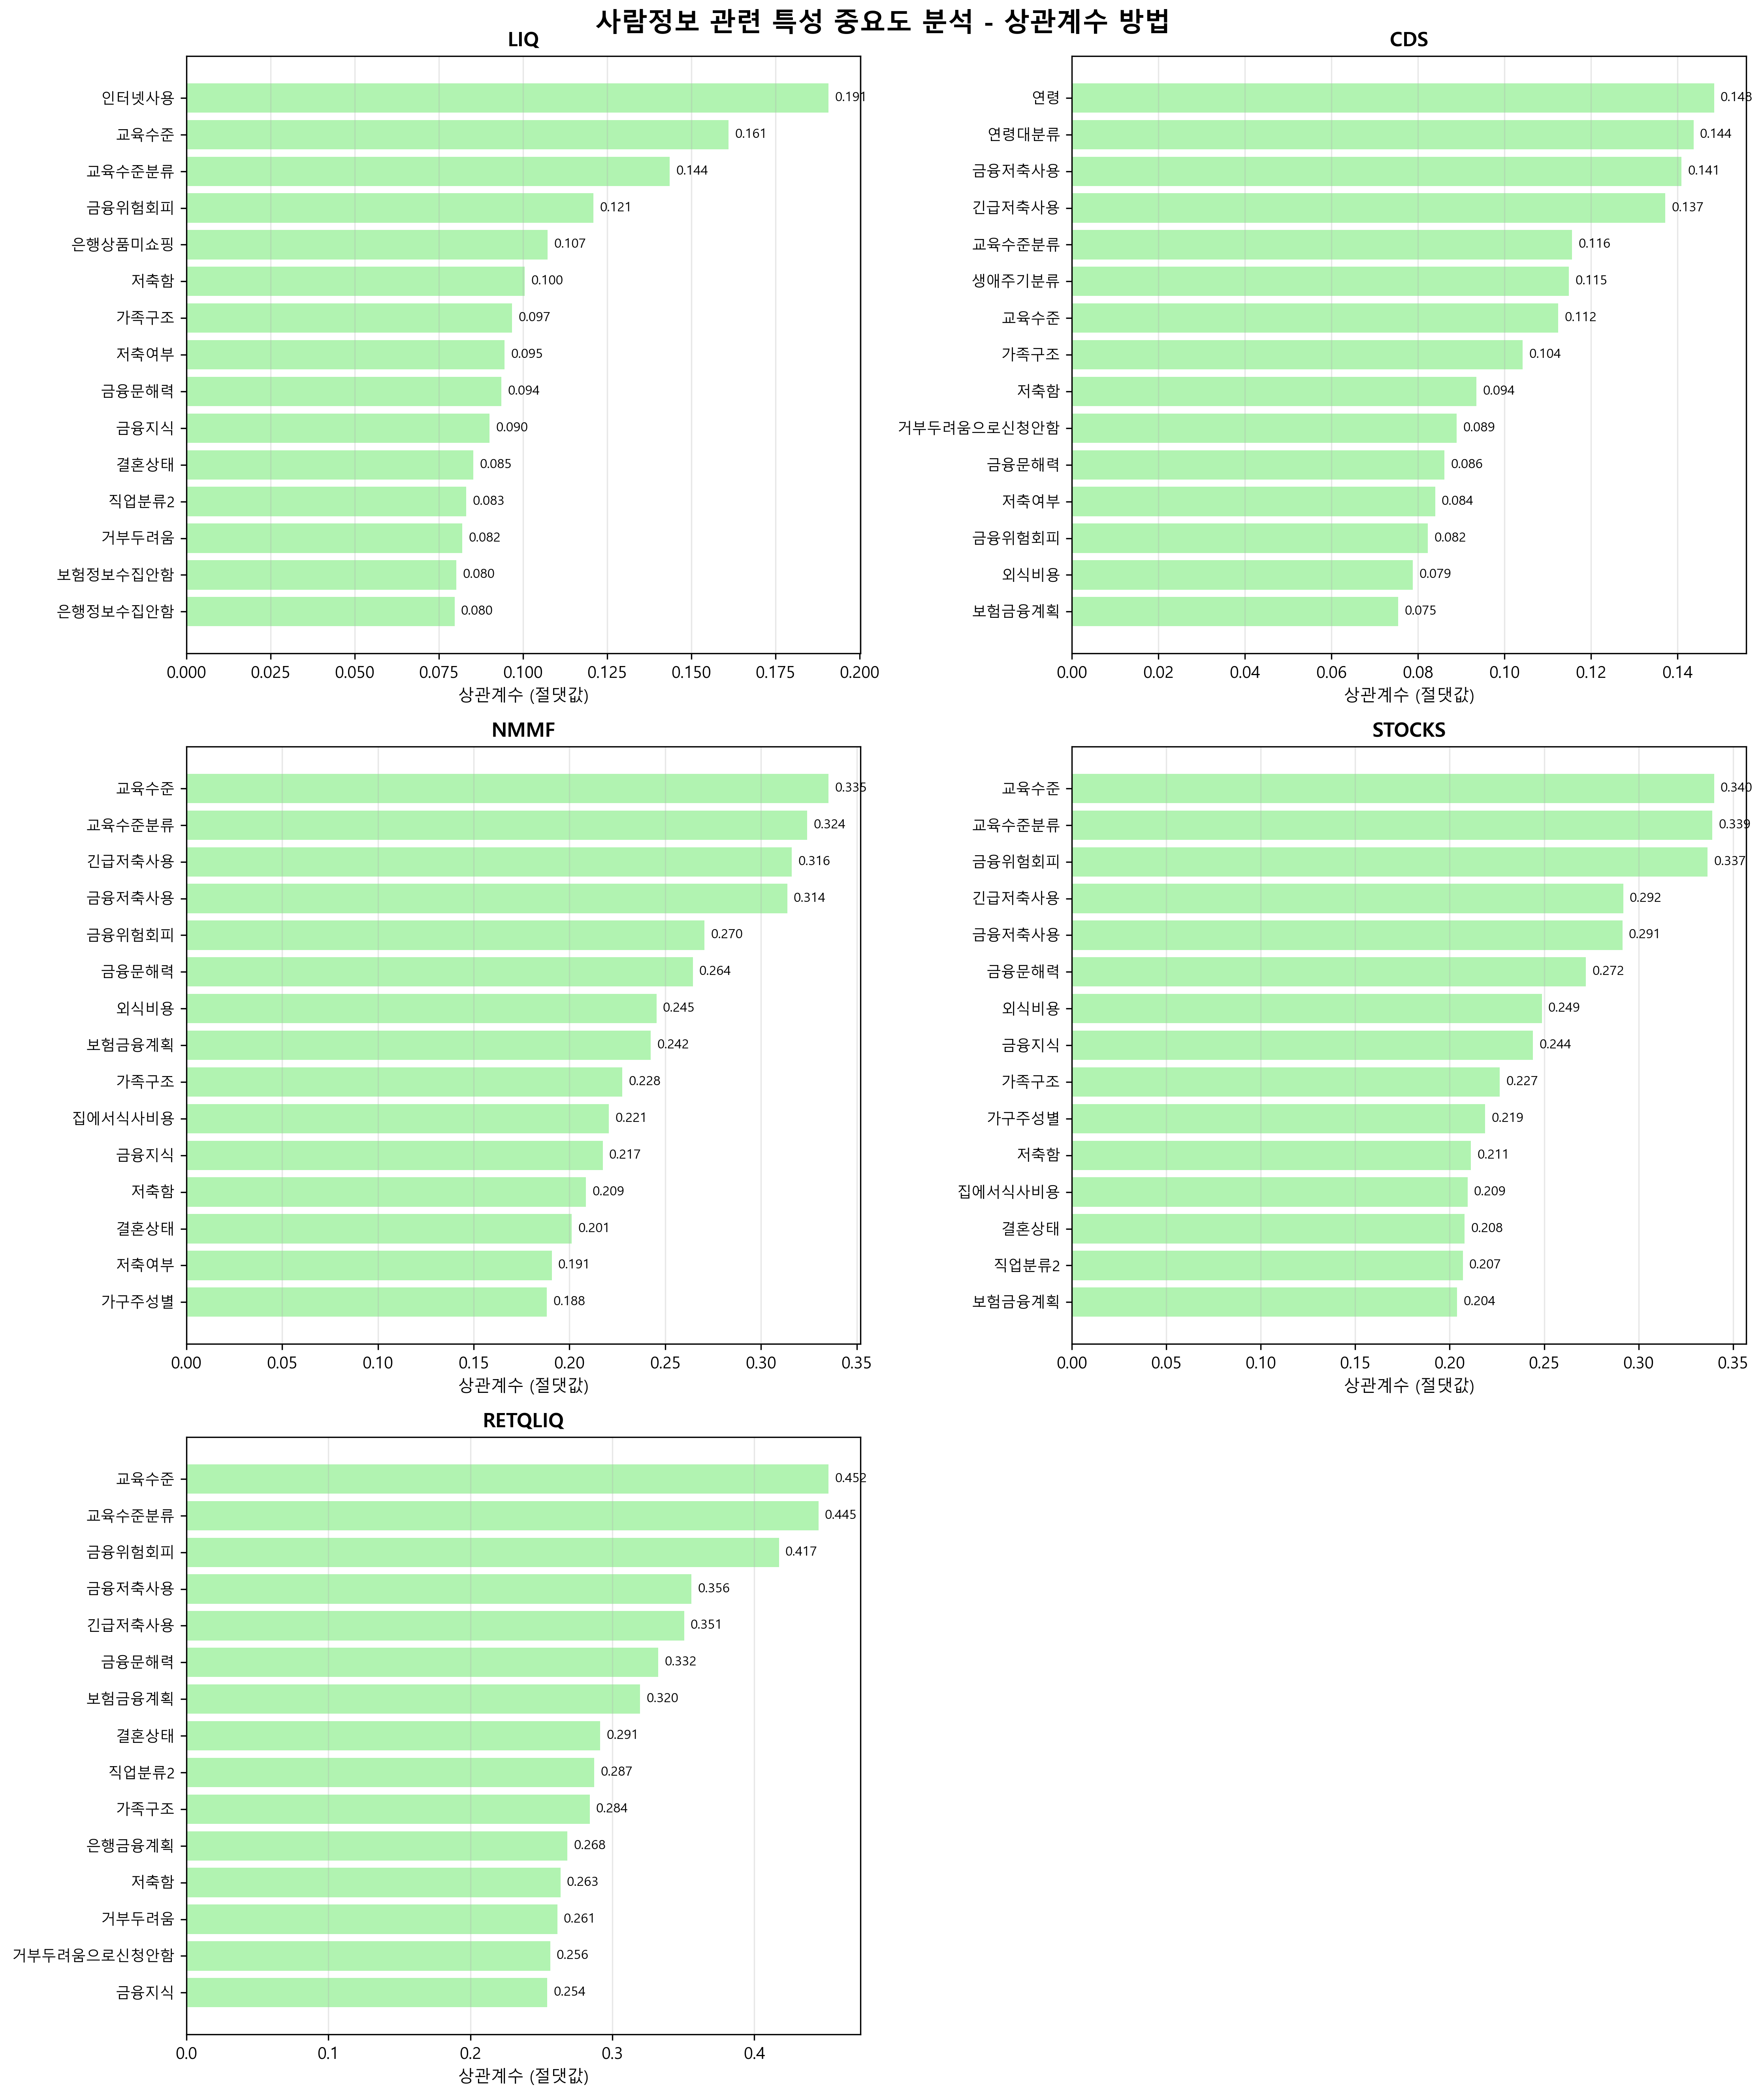 사람정보 관련 특성 중요도 분석 - 상관계수 방법
LIQ
인터넷사용 0.191
교육수준 0.161
교육수준분류 0.144
금융위험회피 0.121
은행상품미쇼핑 0.107
저축함 0.100
가족구조 0.097
저축여부 0.095
금융문해력 0.094
금융지식 0.090
결혼상태 0.085
직업분류2 0.083
거부두려움 0.082
보험정보수집안함 0.080
은행정보수집안함 0.080
0.000 0.025 0.050 0.075 0.100 0.125 0.150 0.175 0.200
상관계수 (절댓값)
CDS
연령 0.148
연령대분류 0.144
금융저축사용 0.141
긴급저축사용 0.137
교육수준분류 0.116
생애주기분류 0.115
교육수준 0.112
가족구조 0.104
저축함 0.094
거부두려움으로신청안함 0.089
금융문해력 0.086
저축여부 0.084
금융위험회피 0.082
외식비용 0.079
보험금융계획 0.075
0.00 0.02 0.04 0.06 0.08 0.10 0.12 0.14
상관계수 (절댓값)
NMMF
교육수준 0.335
교육수준분류 0.324
긴급저축사용 0.316
금융저축사용 0.314
금융위험회피 0.270
금융문해력 0.264
외식비용 0.245
보험금융계획 0.242
가족구조 0.228
집에서식사비용 0.221
금융지식 0.217
저축함 0.209
결혼상태 0.201
저축여부 0.191
가구주성별 0.188
0.00 0.05 0.10 0.15 0.20 0.25 0.30 0.35
상관계수 (절댓값)
STOCKS
교육수준 0.340
교육수준분류 0.339
금융위험회피 0.337
긴급저축사용 0.292
금융저축사용 0.291
금융문해력 0.272
외식비용 0.249
금융지식 0.244
가족구조 0.227
가구주성별 0.219
저축함 0.211
집에서식사비용 0.209
결혼상태 0.208
직업분류2 0.207
보험금융계획 0.204
0.00 0.05 0.10 0.15 0.20 0.25 0.30 0.35
상관계수 (절댓값)
RETQLIQ
교육수준 0.452
교육수준분류 0.445
금융위험회피 0.417
금융저축사용 0.356
긴급저축사용 0.351
금융문해력 0.332
보험금융계획 0.320
결혼상태 0.291
직업분류2 0.287
가족구조 0.284
은행금융계획 0.268
저축함 0.263
거부두려움 0.261
거부두려움으로신청안함 0.256
금융지식 0.254
0.0 0.1 0.2 0.3 0.4
상관계수 (절댓값)